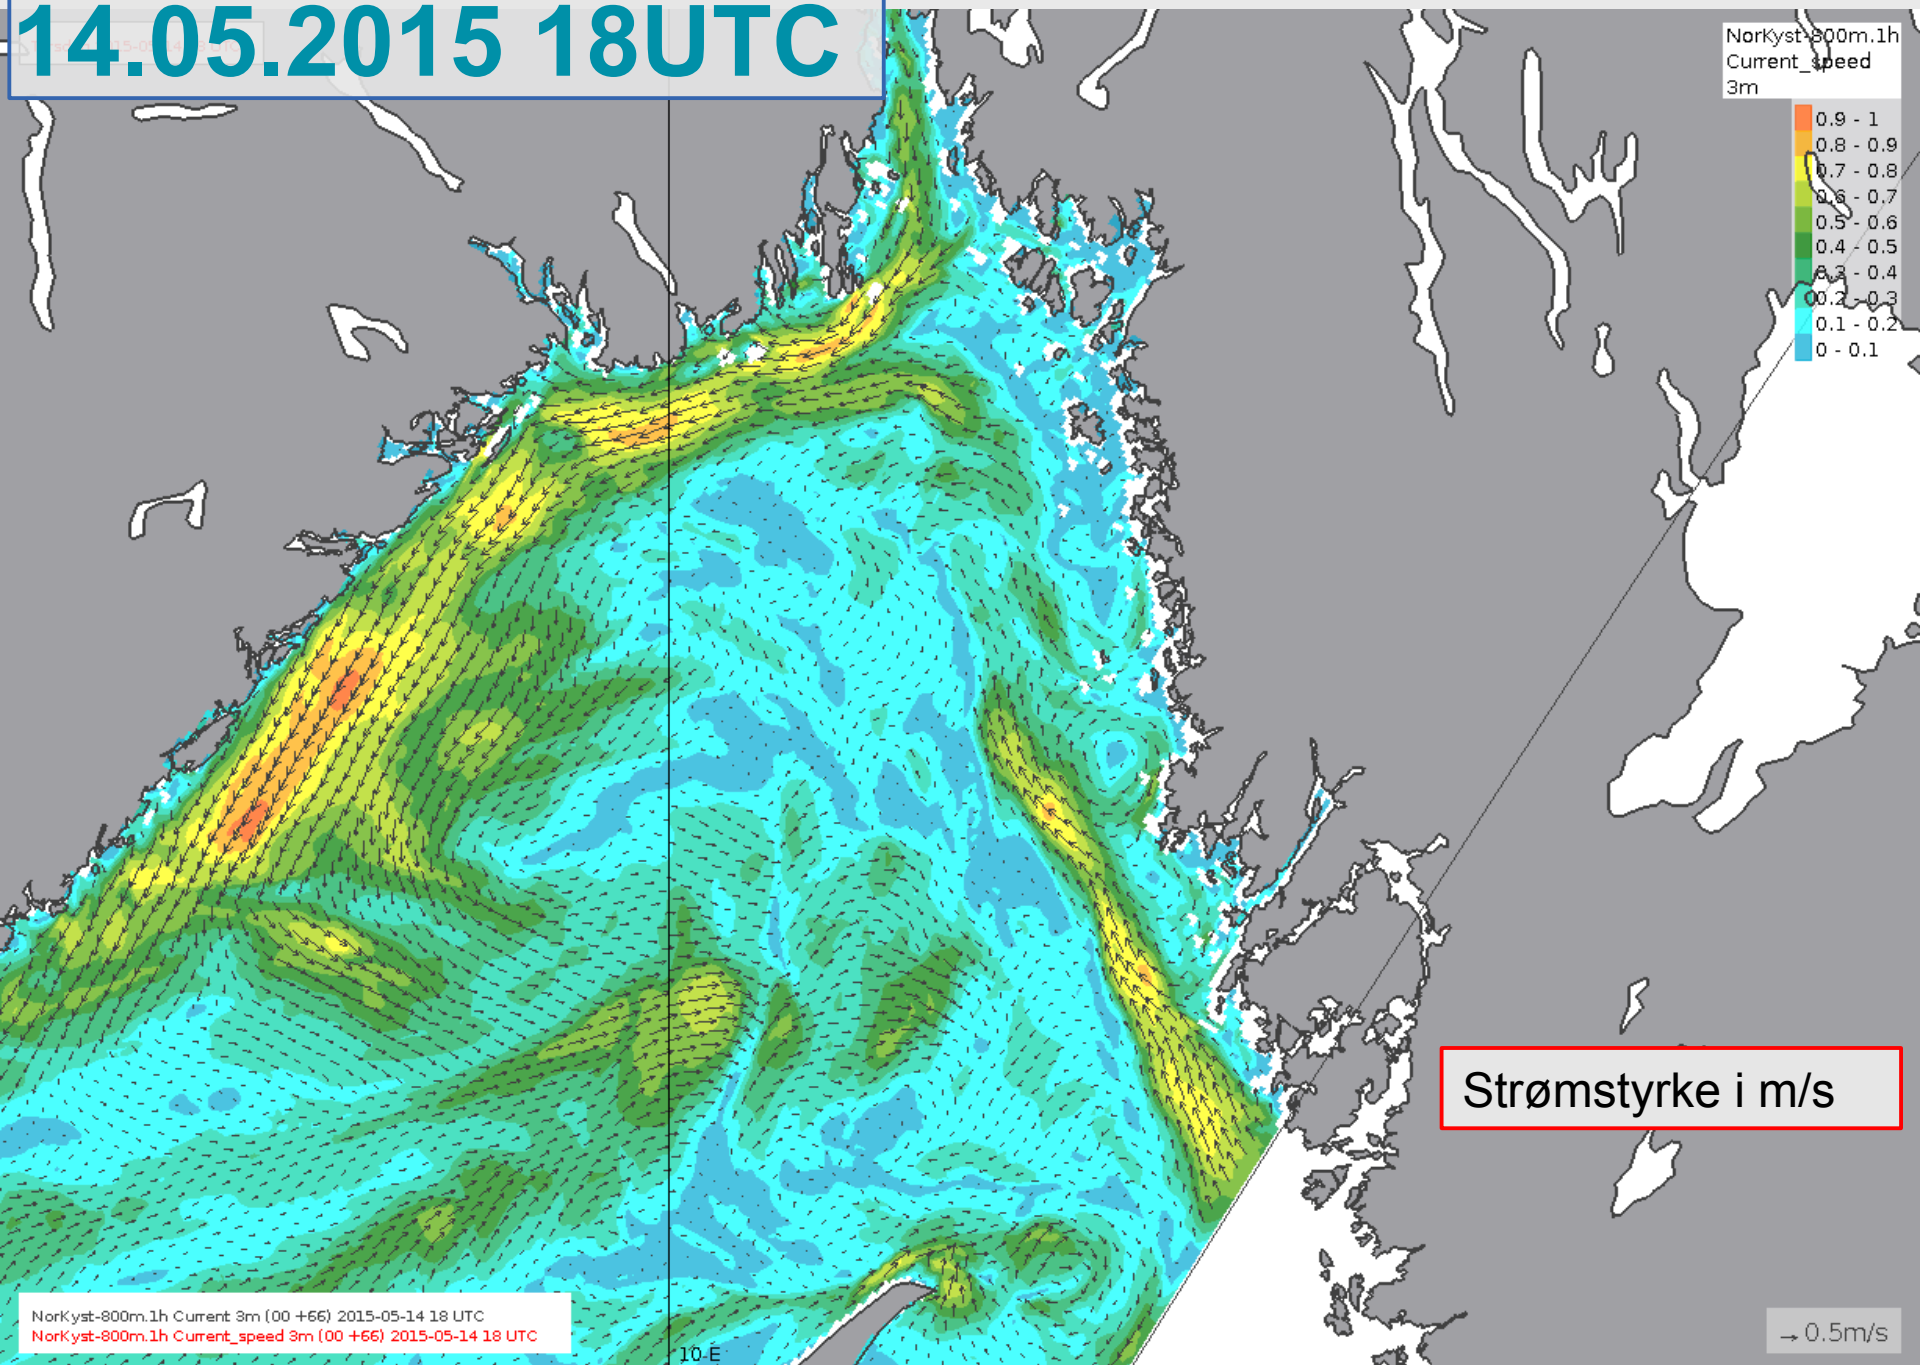 14.05.2015 18UTC
NorKyst-800m.1h
Current_speed
3m
0.9 - 1
0.8 - 0.9
0.7 - 0.8
0.6 - 0.7
0.5 - 0.6
0.4 - 0.5
0.3 - 0.4
0.2 - 0.3
0.1 - 0.2
0 - 0.1
Strømstyrke i m/s
NorKyst-800m.1h Current 3m (00 +66) 2015-05-14 18 UTC
NorKyst-800m.1h Current_speed 3m (00 +66) 2015-05-14 18 UTC
10 E
→ 0.5m/s